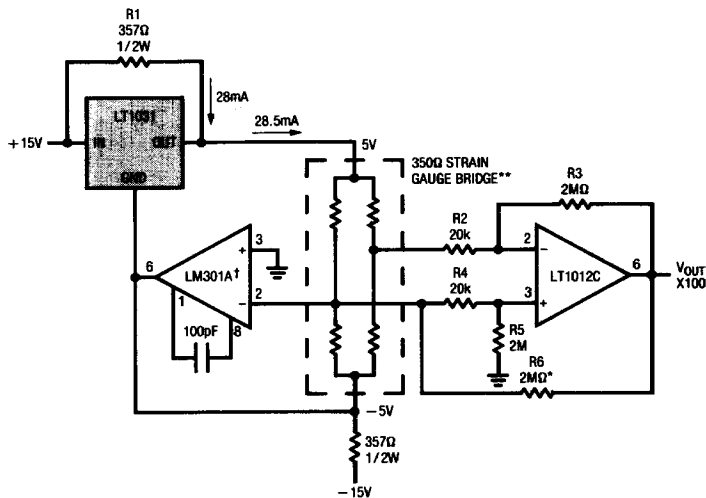 R1
357Ω
1/2W
28mA
LT1031
+15V
IN
OUT
GND
28.5mA
5V
350Ω STRAIN
GAUGE BRIDGE**
R3
2MΩ
R2
20k
2
−
6
LT1012C
VOUT
X100
R4
20k
3
+
R5
2M
R6
2MΩ*
6
3
+
LM301A†
−
2
1
8
100pF
−5V
357Ω
1/2W
−15V